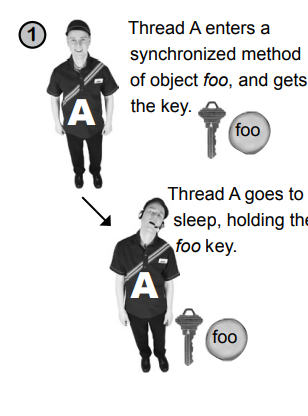 1
Thread A enters a
synchronized method
of object foo, and gets
the key.
foo
A
Thread A goes to
sleep, holding the
foo key.
A
foo